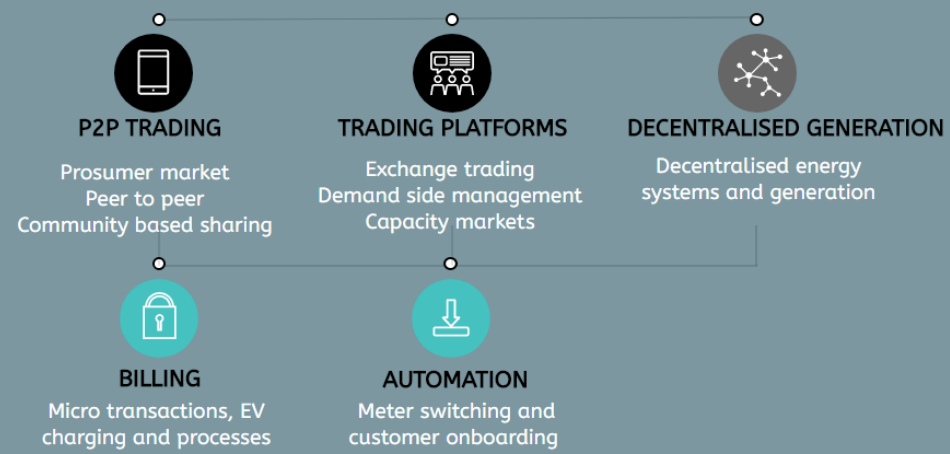 P2P TRADING
Prosumer market
Peer to peer
Community based sharing
TRADING PLATFORMS
Exchange trading
Demand side management
Capacity markets
DECENTRALISED GENERATION
Decentralised energy
systems and generation
BILLING
Micro transactions, EV
charging and processes
AUTOMATION
Meter switching and
customer onboarding